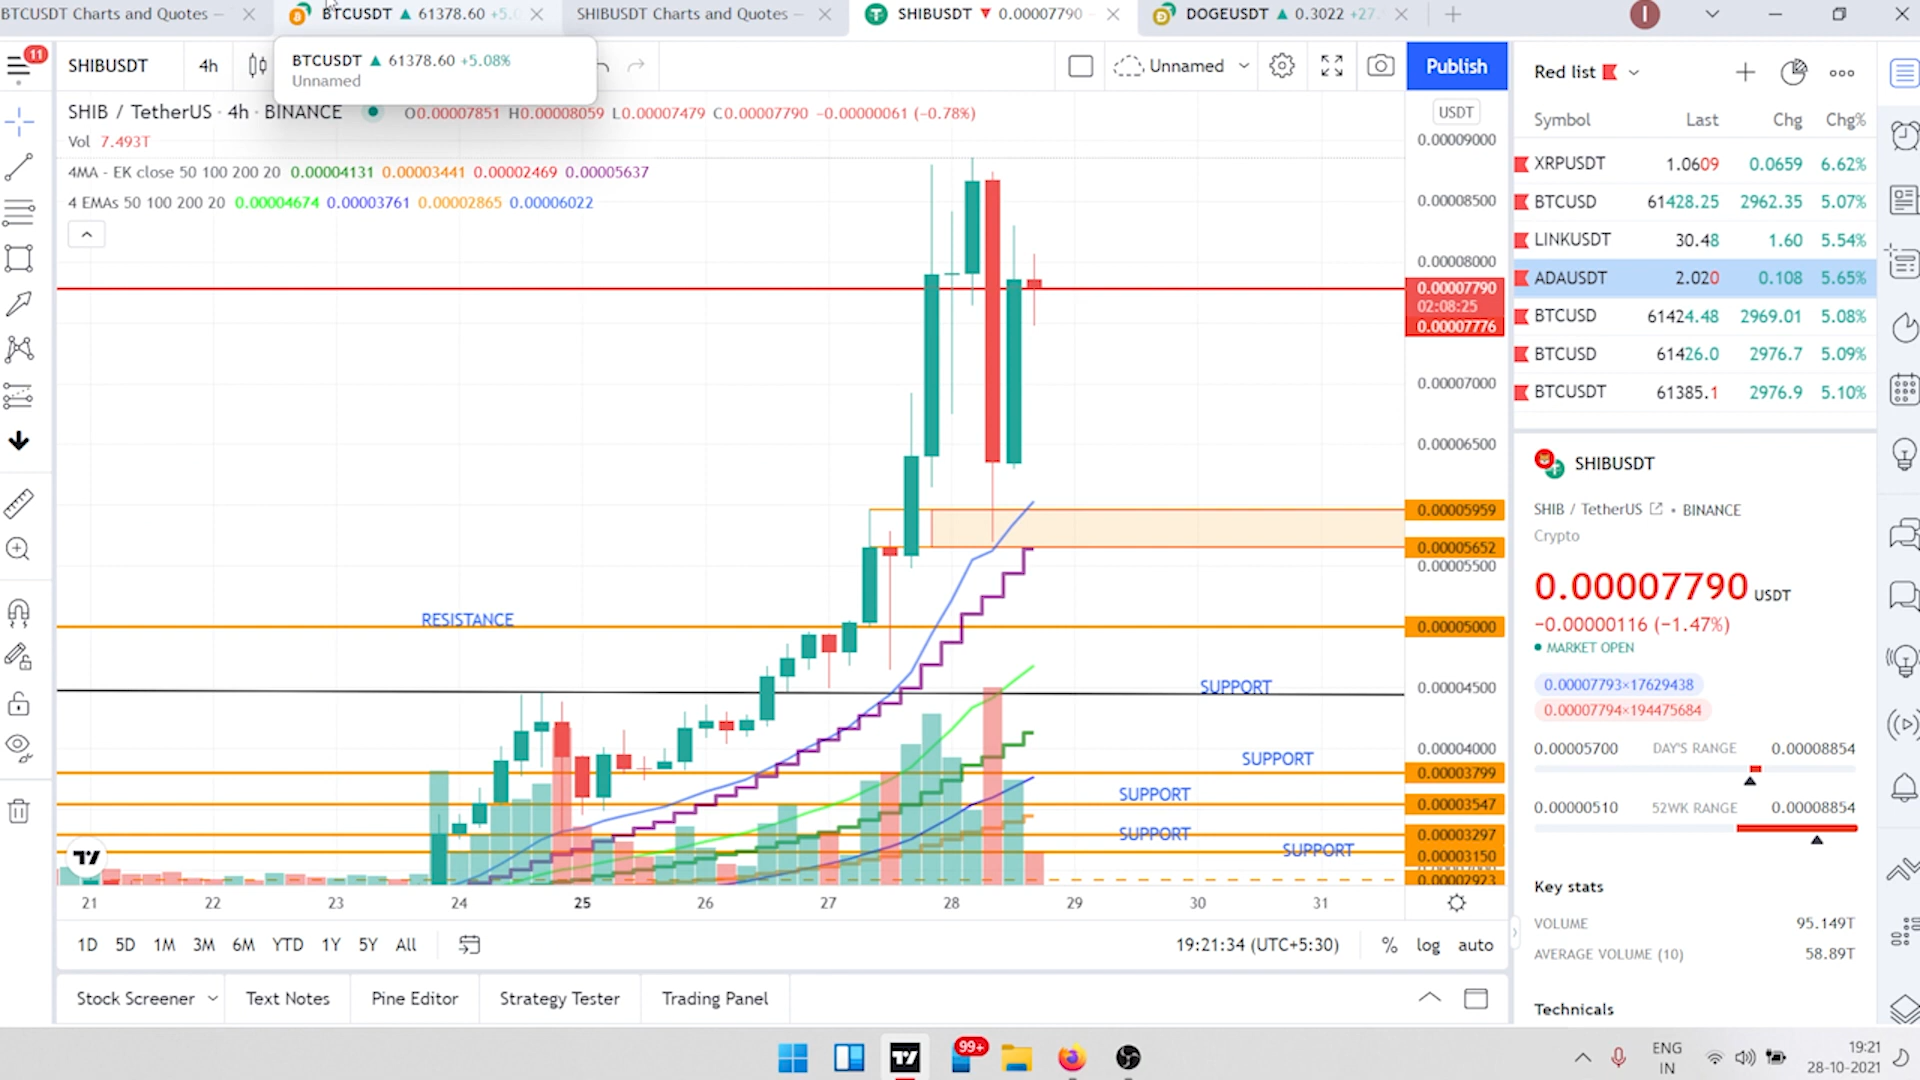 BTCUSDT Charts and Quotes —
BTCUSDT ▲ 61378.60 +5.0
SHIBUSDT Charts and Quotes —
SHIBUSDT ▼ 0.00007790
DOGEUSDT ▲ 0.3022 +27.
I
11
SHIBUSDT
4h
BTCUSDT ▲ 61378.60 +5.08%
Unnamed
Unnamed
Publish
Red list
SHIB / TetherUS · 4h · BINANCE
O0.00007851 H0.00008059 L0.00007479 C0.00007790 −0.00000061 (−0.78%)
Vol 7.493T
4MA - EK close 50 100 200 20 0.00004131 0.00003441 0.00002469 0.00005637
4 EMAs 50 100 200 20 0.00004674 0.00003761 0.00002865 0.00006022
USDT
0.00009000
0.00008500
0.00008000
0.00007790
02:08:25
0.00007776
0.00007000
0.00006500
0.00005959
0.00005652
0.00005500
0.00005000
0.00004500
0.00004000
0.00003799
0.00003547
0.00003297
0.00003150
0.00002923
RESISTANCE
SUPPORT
SUPPORT
SUPPORT
SUPPORT
SUPPORT
21 22 23 24 25 26 27 28 29 30 31
1D 5D 1M 3M 6M YTD 1Y 5Y All
19:21:34 (UTC+5:30)
% log auto
Stock Screener
Text Notes
Pine Editor
Strategy Tester
Trading Panel
Symbol Last Chg Chg%
XRPUSDT 1.0609 0.0659 6.62%
BTCUSD 61428.25 2962.35 5.07%
LINKUSDT 30.48 1.60 5.54%
ADAUSDT 2.020 0.108 5.65%
BTCUSD 61424.48 2969.01 5.08%
BTCUSD 61426.0 2976.7 5.09%
BTCUSDT 61385.1 2976.9 5.10%
SHIBUSDT
SHIB / TetherUS • BINANCE
Crypto
0.00007790 USDT
−0.00000116 (−1.47%)
MARKET OPEN
0.00007793×17629438
0.00007794×194475684
0.00005700 DAY'S RANGE 0.00008854
0.00000510 52WK RANGE 0.00008854
Key stats
VOLUME 95.149T
AVERAGE VOLUME (10) 58.89T
Technicals
99+
ENG
IN
19:21
28-10-2021